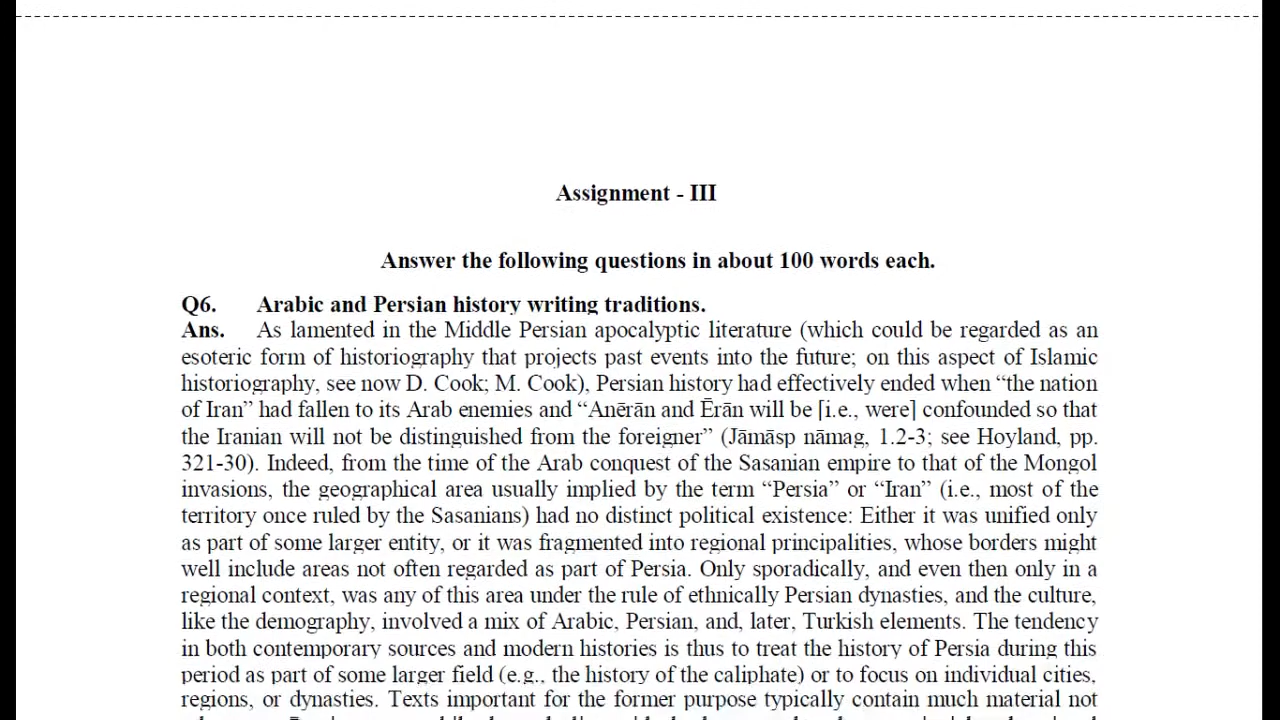 Assignment - III
Answer the following questions in about 100 words each.
Q6. Arabic and Persian history writing traditions.
Ans. As lamented in the Middle Persian apocalyptic literature (which could be regarded as an
esoteric form of historiography that projects past events into the future; on this aspect of Islamic
historiography, see now D. Cook; M. Cook), Persian history had effectively ended when “the nation
of Iran” had fallen to its Arab enemies and “Anērān and Ērān will be [i.e., were] confounded so that
the Iranian will not be distinguished from the foreigner” (Jāmāsp nāmag, 1.2-3; see Hoyland, pp.
321-30). Indeed, from the time of the Arab conquest of the Sasanian empire to that of the Mongol
invasions, the geographical area usually implied by the term “Persia” or “Iran” (i.e., most of the
territory once ruled by the Sasanians) had no distinct political existence: Either it was unified only
as part of some larger entity, or it was fragmented into regional principalities, whose borders might
well include areas not often regarded as part of Persia. Only sporadically, and even then only in a
regional context, was any of this area under the rule of ethnically Persian dynasties, and the culture,
like the demography, involved a mix of Arabic, Persian, and, later, Turkish elements. The tendency
in both contemporary sources and modern histories is thus to treat the history of Persia during this
period as part of some larger field (e.g., the history of the caliphate) or to focus on individual cities,
regions, or dynasties. Texts important for the former purpose typically contain much material not